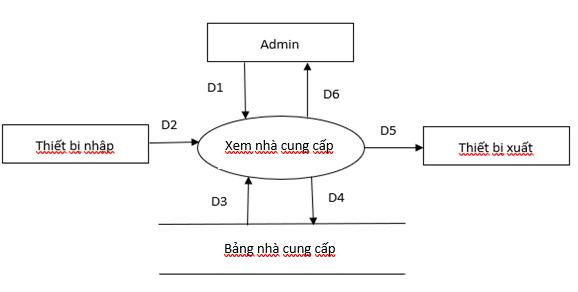 Admin
D1
D6
D2
D5
Thiết bị nhập
Xem nhà cung cấp
Thiết bị xuất
D3
D4
Bảng nhà cung cấp